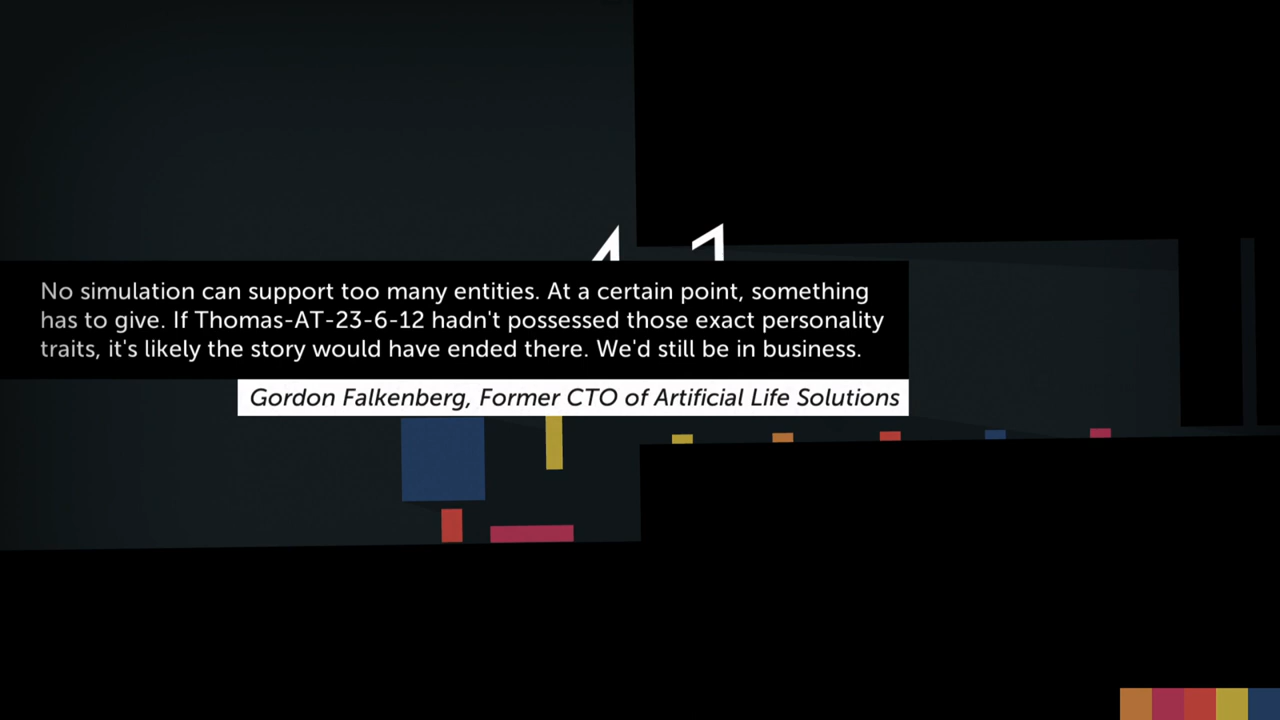 No simulation can support too many entities. At a certain point, something
has to give. If Thomas-AT-23-6-12 hadn't possessed those exact personality
traits, it's likely the story would have ended there. We'd still be in business.
Gordon Falkenberg, Former CTO of Artificial Life Solutions